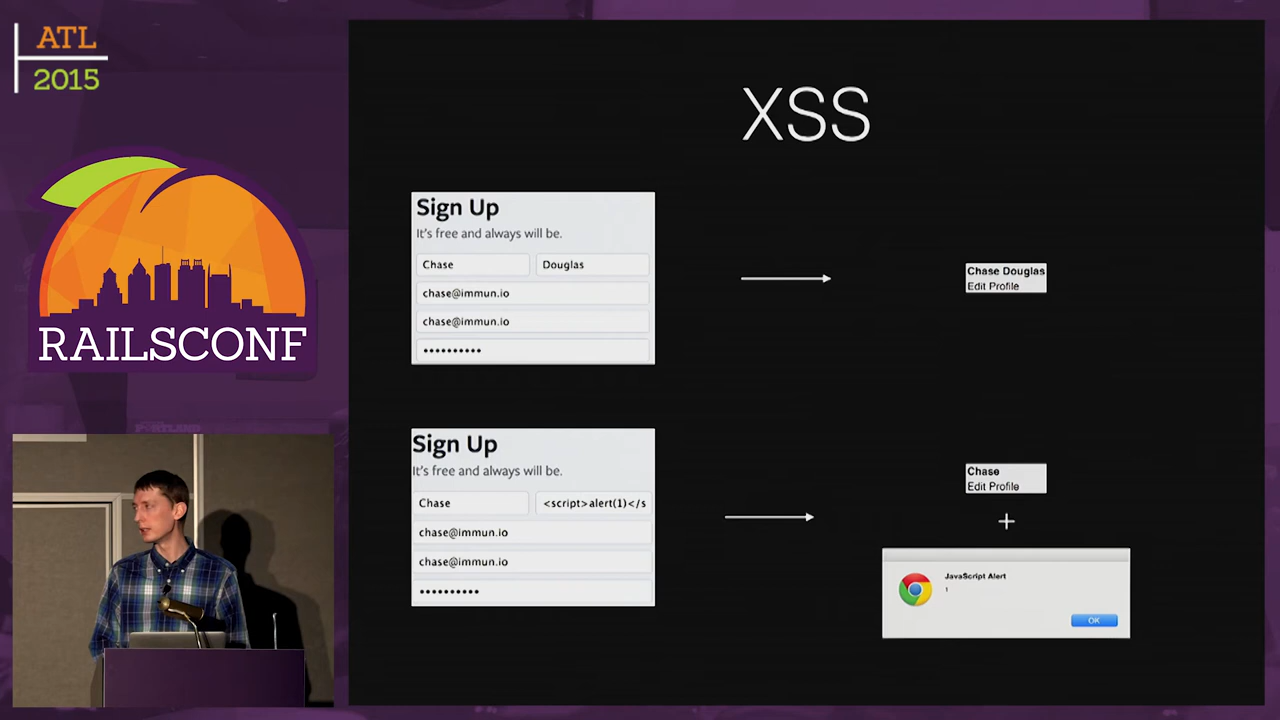 ATL
2015
RAILSCONF
XSS
Sign Up
It's free and always will be.
Chase
Douglas
chase@immun.io
chase@immun.io
••••••••••
Chase Douglas
Edit Profile
Sign Up
It's free and always will be.
Chase
<script>alert(1)</s
chase@immun.io
chase@immun.io
••••••••••
Chase
Edit Profile
+
JavaScript Alert
1
OK